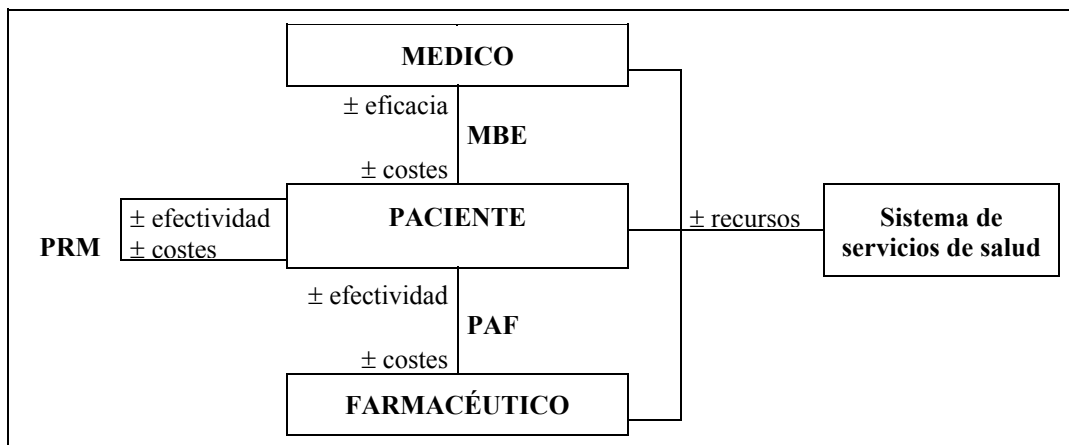 MEDICO
± eficacia
MBE
± costes
PACIENTE
± efectividad
± costes
PRM
± recursos
Sistema de
servicios de salud
± efectividad
PAF
± costes
FARMACÉUTICO